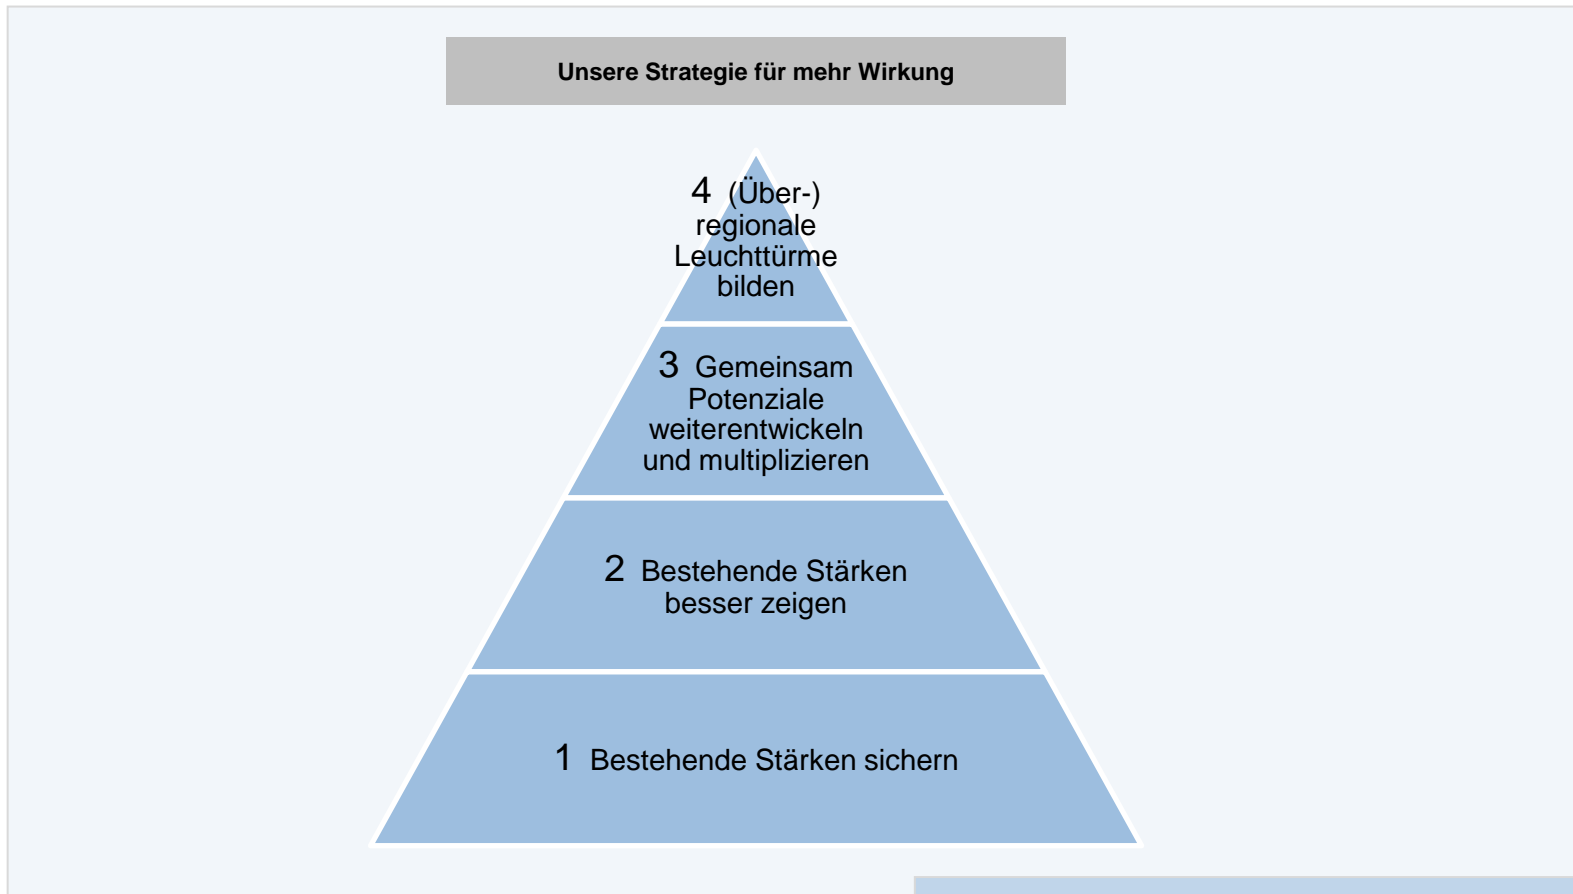 Unsere Strategie für mehr Wirkung
4 (Über-)
regionale
Leuchttürme
bilden
3 Gemeinsam
Potenziale
weiterentwickeln
und multiplizieren
2 Bestehende Stärken
besser zeigen
1 Bestehende Stärken sichern